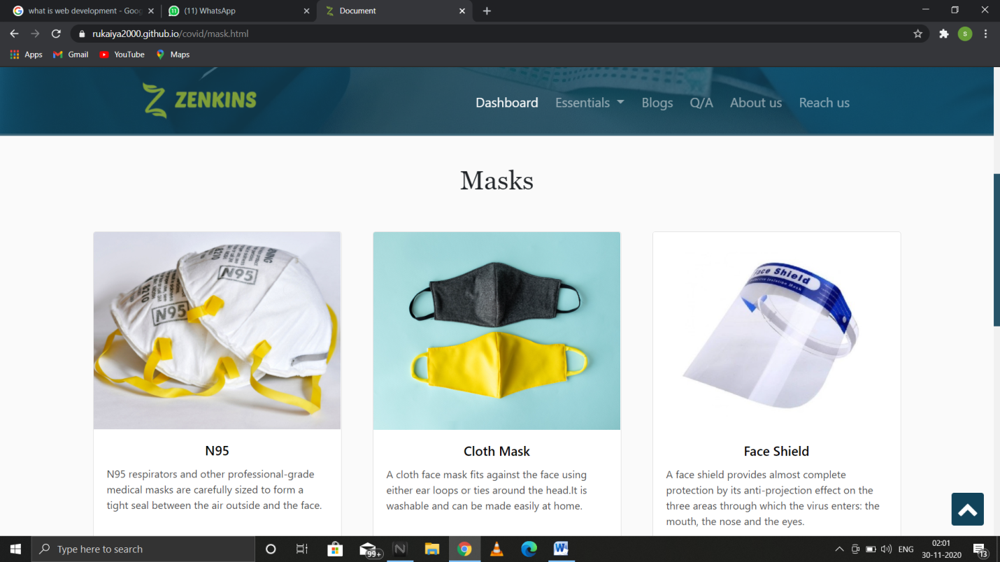 what is web development - Goog
(11) WhatsApp
Document
rukaiya2000.github.io/covid/mask.html
S
Apps
Gmail
YouTube
Maps
ZENKINS
Dashboard
Essentials
Blogs
Q/A
About us
Reach us
Masks
8210
N95
8210
N95
Face Shield
N95
N95 respirators and other professional-grade
medical masks are carefully sized to form a
tight seal between the air outside and the face.
Cloth Mask
A cloth face mask fits against the face using
either ear loops or ties around the head.It is
washable and can be made easily at home.
Face Shield
A face shield provides almost complete
protection by its anti-projection effect on the
three areas through which the virus enters: the
mouth, the nose and the eyes.
Type here to search
99+
N
W
ENG
02:01
30-11-2020
13